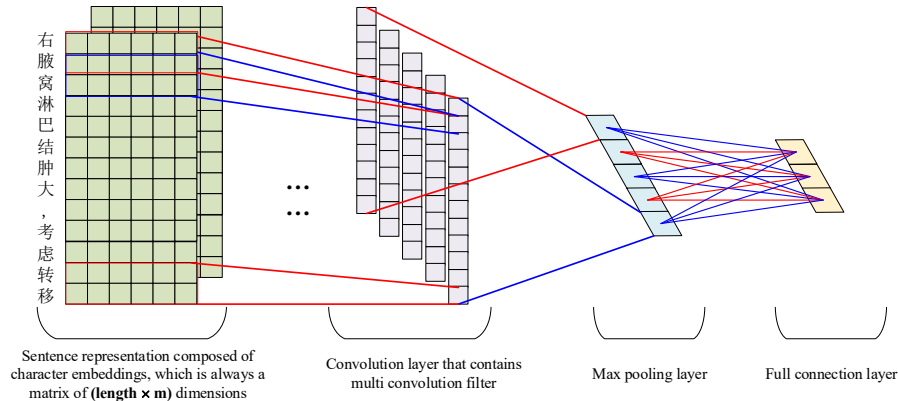 右
腋
窝
淋
巴
结
肿
大
,
考
虑
转
移
...
...
Sentence representation composed of
character embeddings, which is always a
matrix of (length × m) dimensions
Convolution layer that contains
multi convolution filter
Max pooling layer
Full connection layer